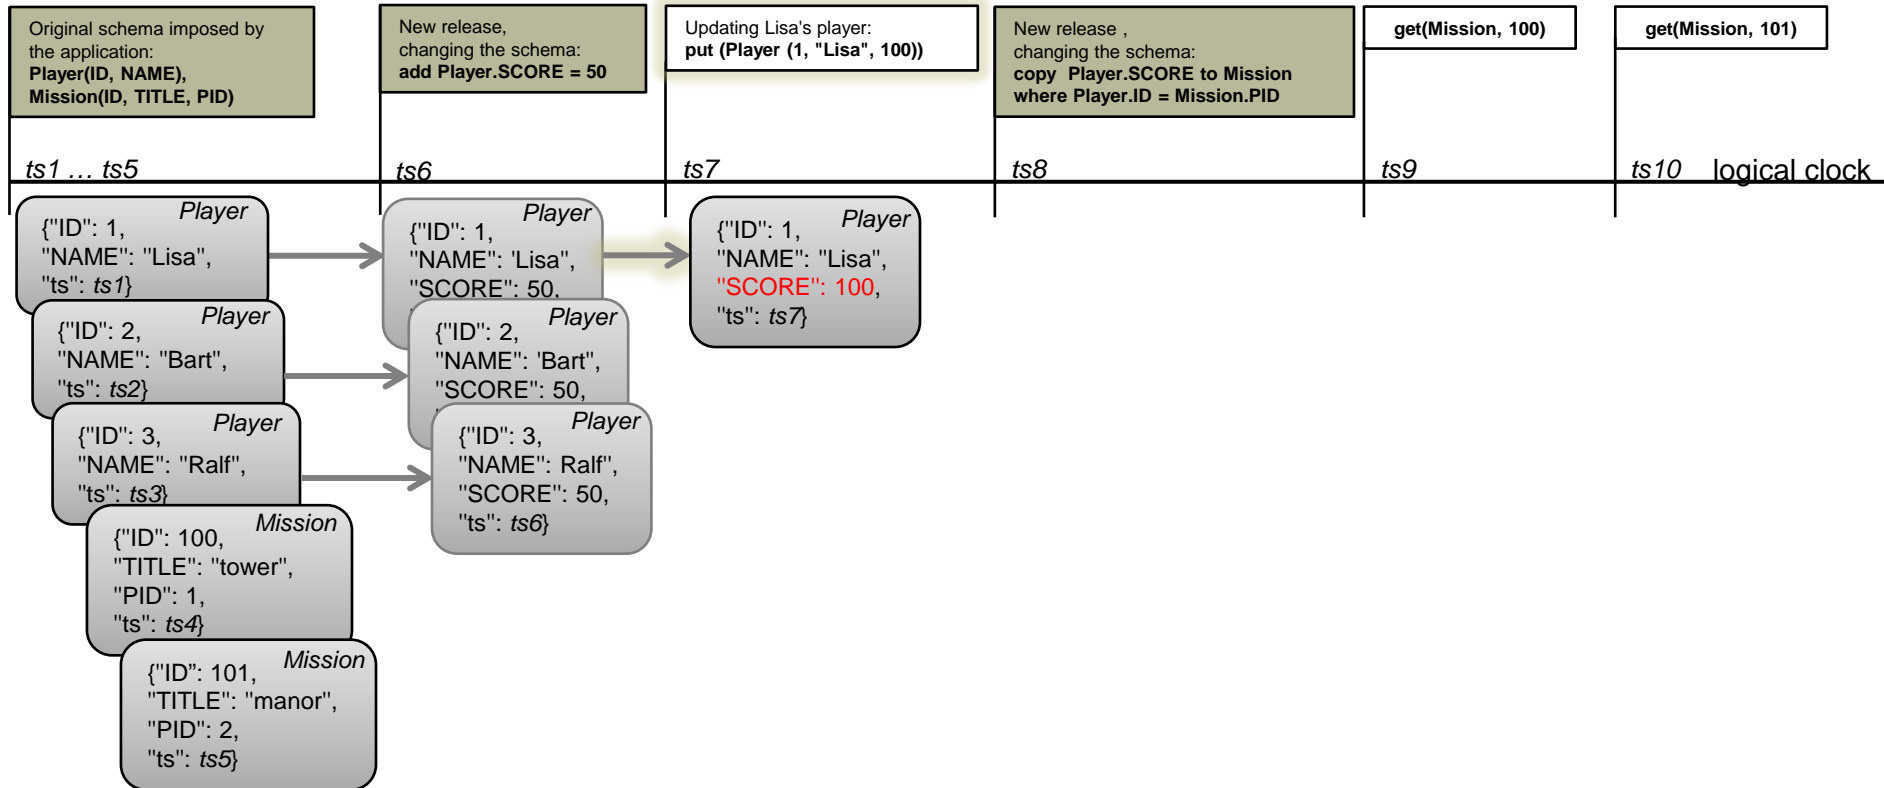 Original schema imposed by
the application:
Player(ID, NAME),
Mission(ID, TITLE, PID)
New release,
changing the schema:
add Player.SCORE = 50
Updating Lisa's player:
put (Player (1, "Lisa", 100))
New release ,
changing the schema:
copy  Player.SCORE to Mission
where Player.ID = Mission.PID
get(Mission, 100)
get(Mission, 101)
ts1 … ts5
ts6
ts7
ts8
ts9
ts10
logical clock
Player
{"ID": 1,
"NAME": "Lisa",
"ts": ts1}
Player
{"ID": 2,
"NAME": "Bart",
"ts": ts2}
Player
{"ID": 3,
"NAME": "Ralf",
"ts": ts3}
Mission
{"ID": 100,
"TITLE": "tower",
"PID": 1,
"ts": ts4}
Mission
{"ID”: 101,
"TITLE": "manor",
"PID": 2,
"ts": ts5}
Player
{"ID": 1,
"NAME": 'Lisa",
"SCORE": 50,
Player
{"ID": 2,
"NAME": 'Bart",
"SCORE": 50,
Player
{"ID": 3,
"NAME": Ralf",
"SCORE": 50,
"ts": ts6}
Player
{"ID": 1,
"NAME": "Lisa",
"SCORE": 100,
"ts": ts7}